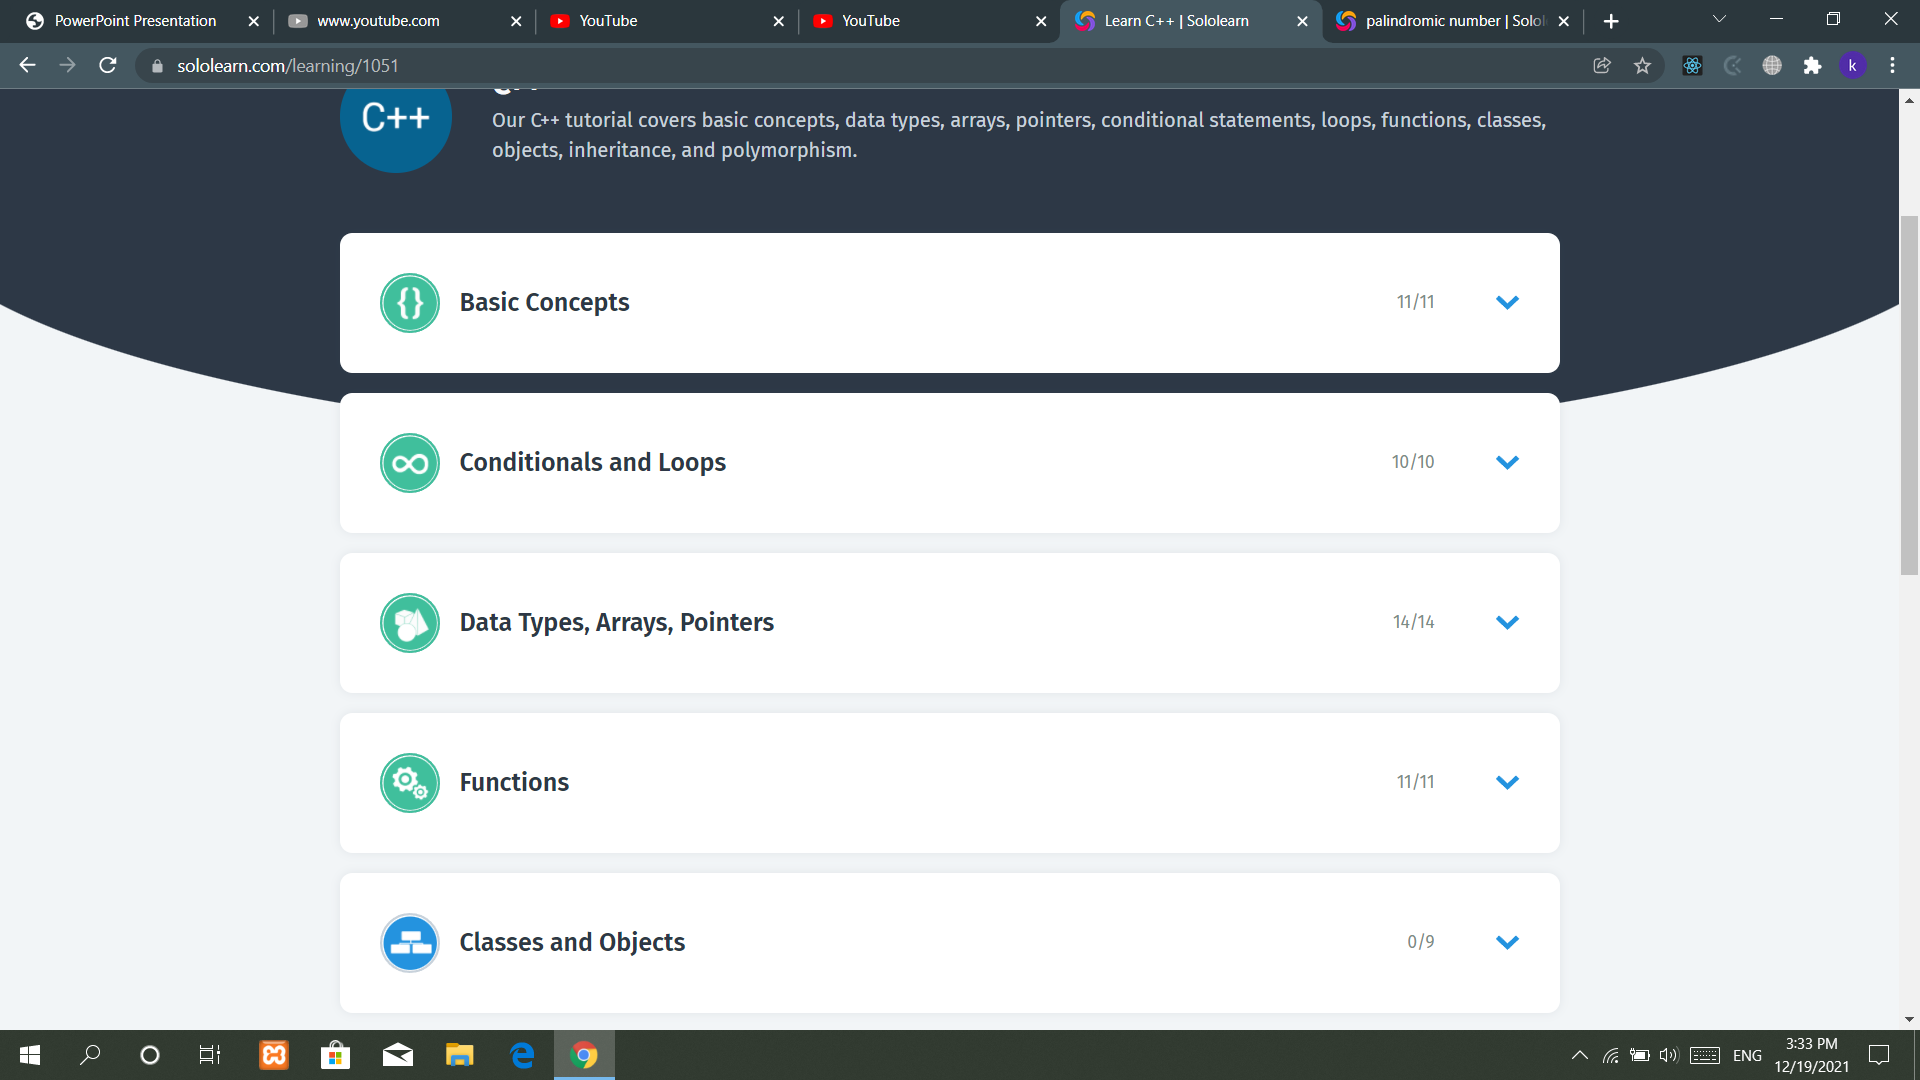 PowerPoint Presentation
www.youtube.com
YouTube
YouTube
Learn C++ | Sololearn
palindromic number | Solol
sololearn.com/learning/1051
k
C++
Our C++ tutorial covers basic concepts, data types, arrays, pointers, conditional statements, loops, functions, classes,
objects, inheritance, and polymorphism.
{} Basic Concepts 11/11
Conditionals and Loops 10/10
Data Types, Arrays, Pointers 14/14
Functions 11/11
Classes and Objects 0/9
ENG
3:33 PM
12/19/2021